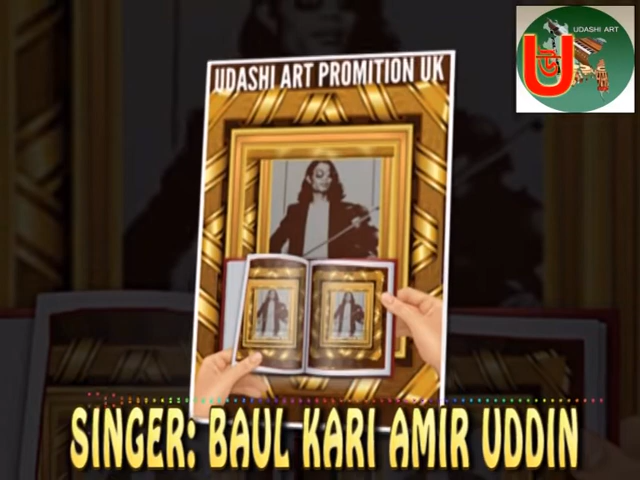 UDASHI ART PROMITION UK
UDASHI ART
U
উ
SINGER: BAUL KARI AMIR UDDIN